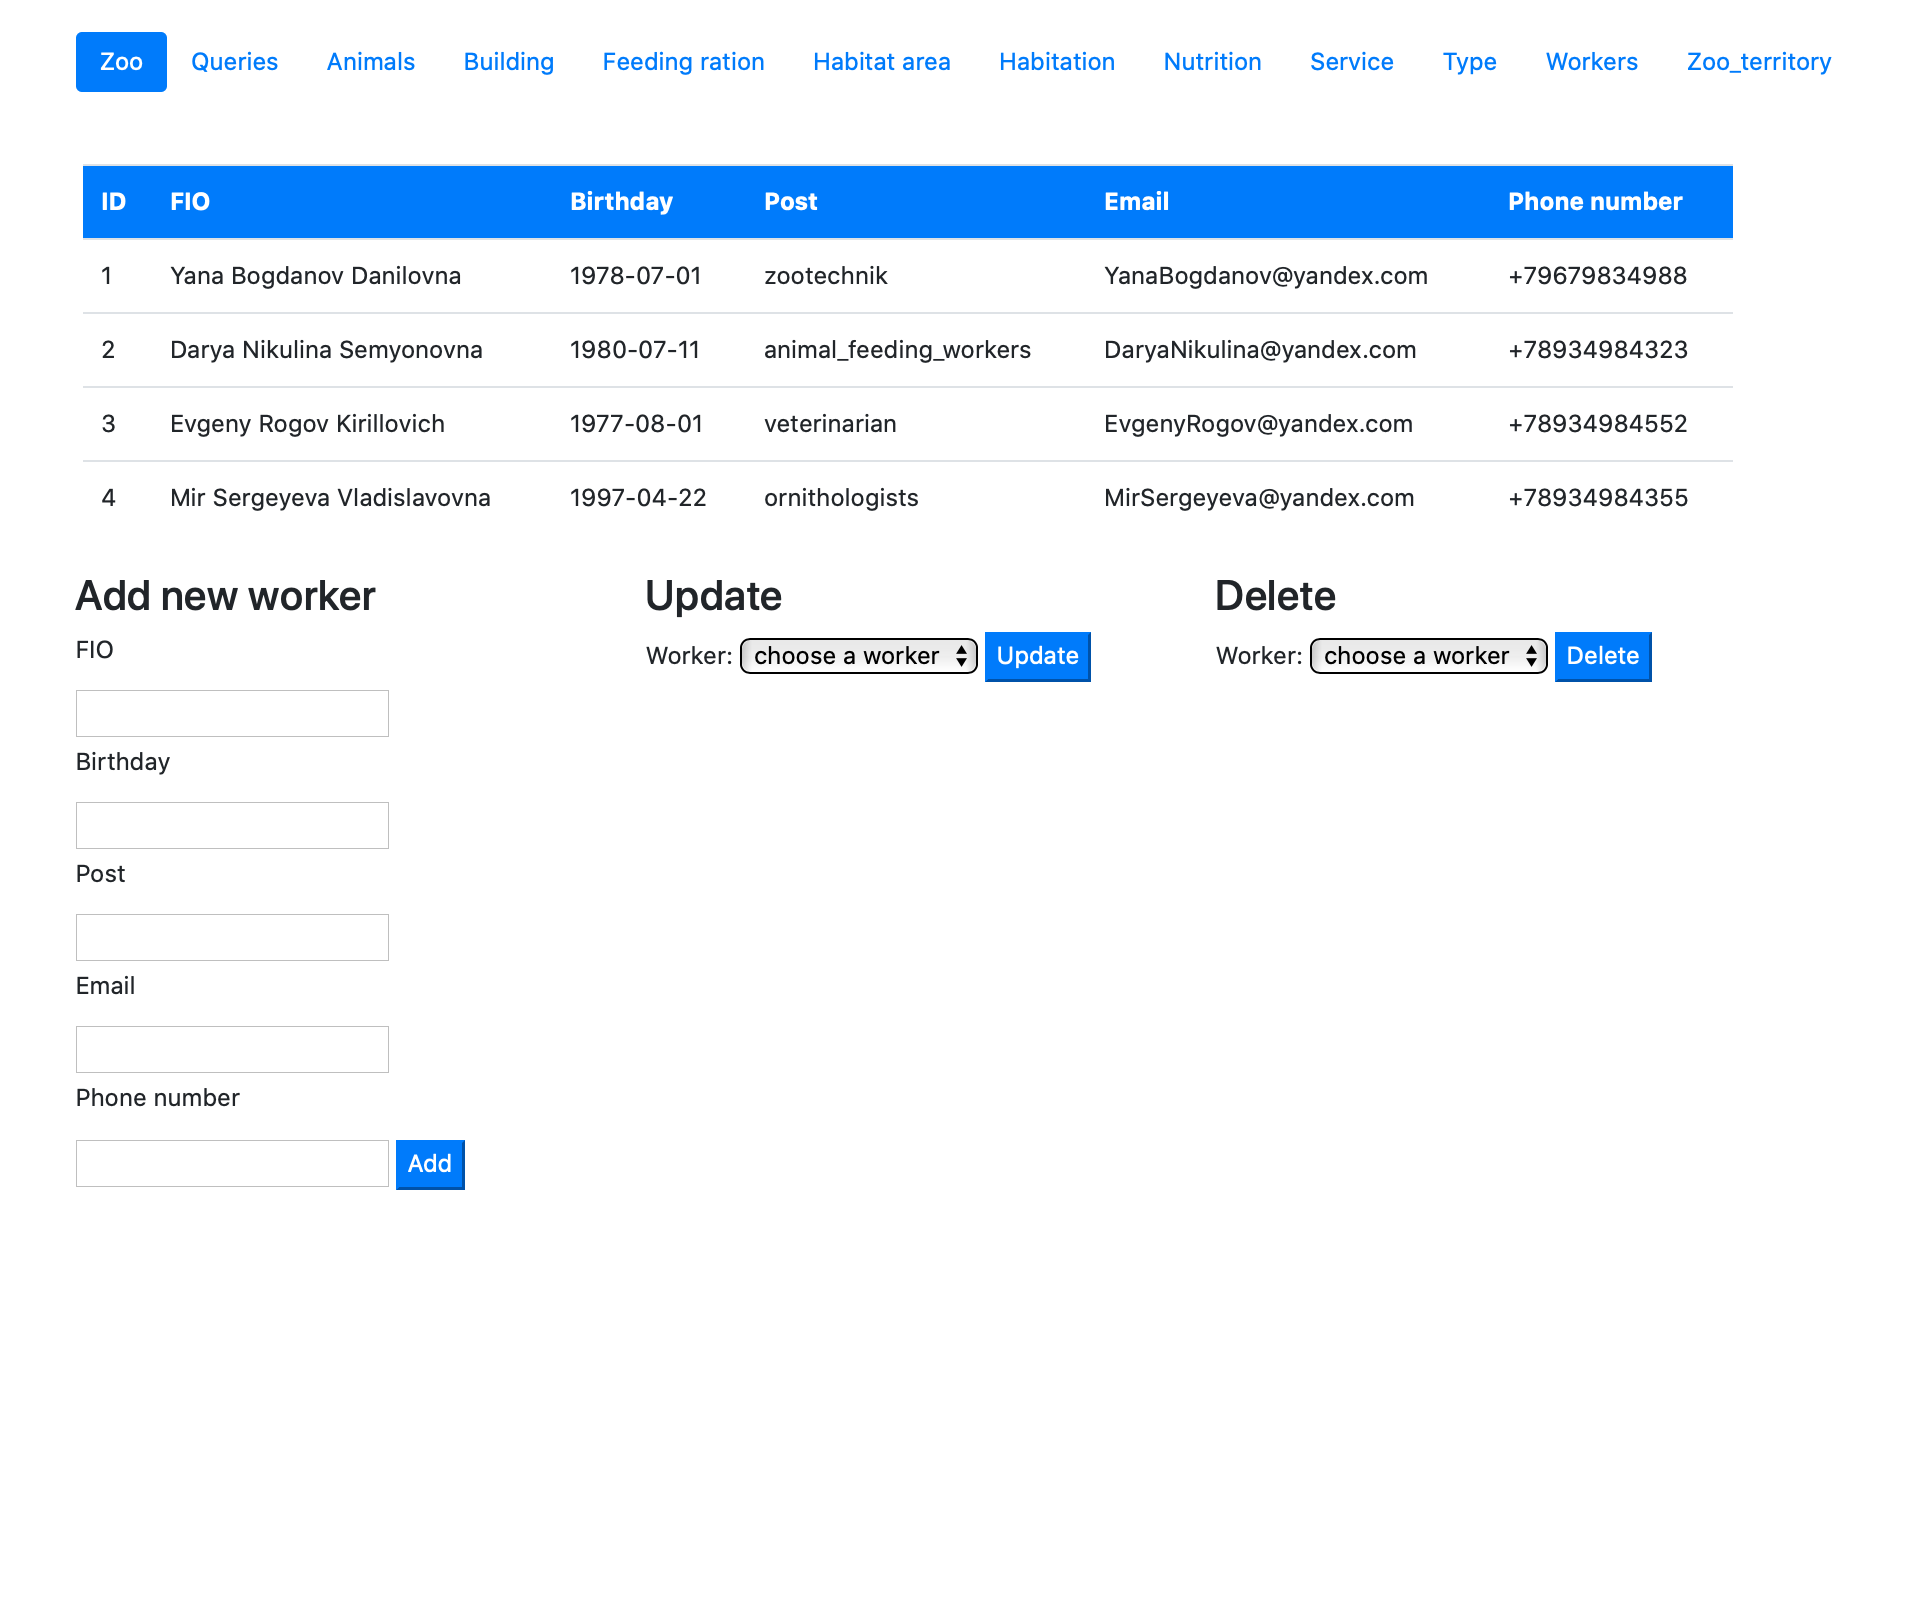 Zoo Queries Animals Building Feeding ration Habitat area Habitation Nutrition Service Type Workers Zoo_territory
ID FIO Birthday Post Email Phone number
1 Yana Bogdanov Danilovna 1978-07-01 zootechnik YanaBogdanov@yandex.com +79679834988
2 Darya Nikulina Semyonovna 1980-07-11 animal_feeding_workers DaryaNikulina@yandex.com +78934984323
3 Evgeny Rogov Kirillovich 1977-08-01 veterinarian EvgenyRogov@yandex.com +78934984552
4 Mir Sergeyeva Vladislavovna 1997-04-22 ornithologists MirSergeyeva@yandex.com +78934984355
Add new worker
FIO
Birthday
Post
Email
Phone number
Add
Update
Worker: choose a worker Update
Delete
Worker: choose a worker Delete